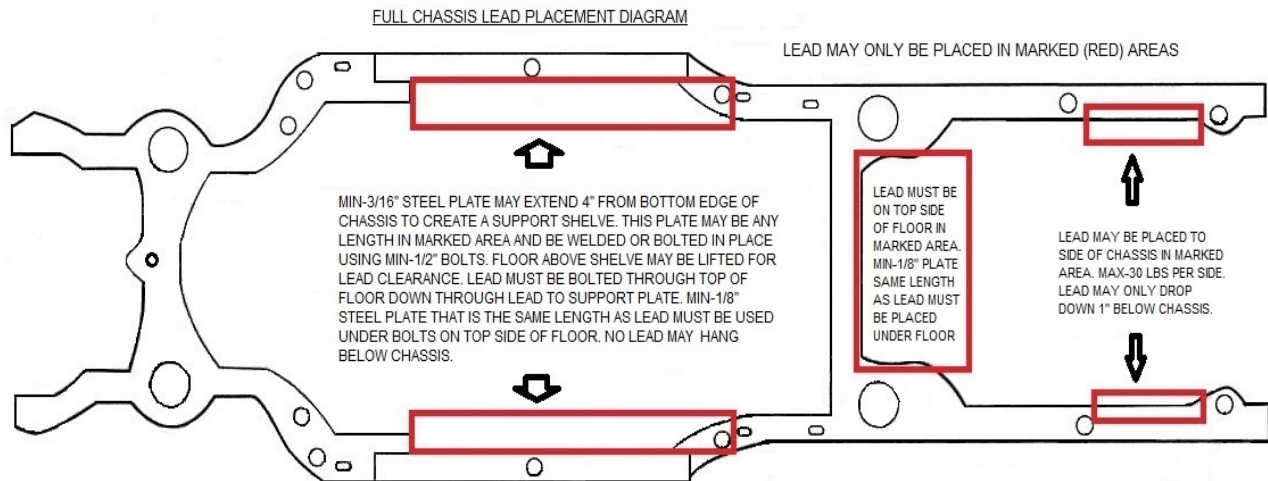 FULL CHASSIS LEAD PLACEMENT DIAGRAM
LEAD MAY ONLY BE PLACED IN MARKED (RED) AREAS
MIN-3/16" STEEL PLATE MAY EXTEND 4" FROM BOTTOM EDGE OF
CHASSIS TO CREATE A SUPPORT SHELVE. THIS PLATE MAY BE ANY
LENGTH IN MARKED AREA AND BE WELDED OR BOLTED IN PLACE
USING MIN-1/2" BOLTS. FLOOR ABOVE SHELVE MAY BE LIFTED FOR
LEAD CLEARANCE. LEAD MUST BE BOLTED THROUGH TOP OF
FLOOR DOWN THROUGH LEAD TO SUPPORT PLATE. MIN-1/8"
STEEL PLATE THAT IS THE SAME LENGTH AS LEAD MUST BE USED
UNDER BOLTS ON TOP SIDE OF FLOOR. NO LEAD MAY HANG
BELOW CHASSIS.
LEAD MUST BE
ON TOP SIDE
OF FLOOR IN
MARKED AREA.
MIN-1/8" PLATE
SAME LENGTH
AS LEAD MUST
BE PLACED
UNDER FLOOR
LEAD MAY BE PLACED TO
SIDE OF CHASSIS IN MARKED
AREA. MAX-30 LBS PER SIDE.
LEAD MAY ONLY DROP
DOWN 1" BELOW CHASSIS.